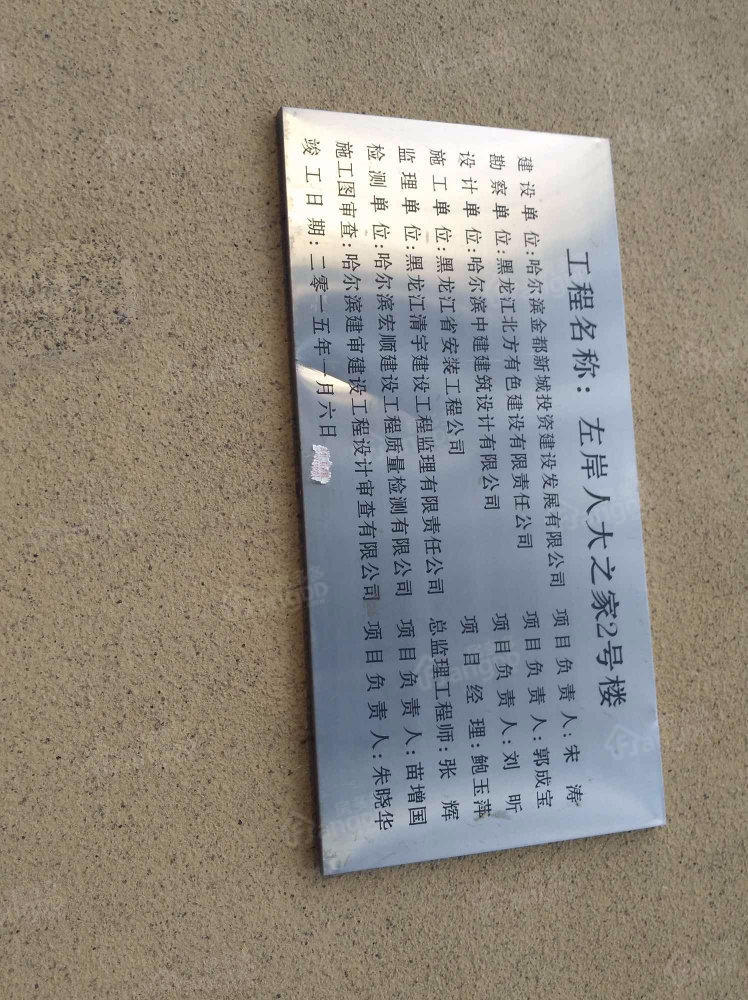 工程名称：左岸人大之家2号楼
建设单位：哈尔滨金都新城投资建设发展有限公司 项目负责人：宋涛
勘察单位：黑龙江北方有色建设有限责任公司 项目负责人：郭成宝
设计单位：哈尔滨中建建筑设计有限公司 项目负责人：刘昕
施工单位：黑龙江省安装工程公司 项目经理：鲍玉萍
监理单位：黑龙江清宇建设工程监理有限责任公司 总监理工程师：张辉
检测单位：哈尔滨宏顺建设工程质量检测有限公司 项目负责人：苗增国
施工图审查：哈尔滨建审建设工程设计审查有限公司 项目负责人：朱晓华
竣工日期：二零一五年一月六日